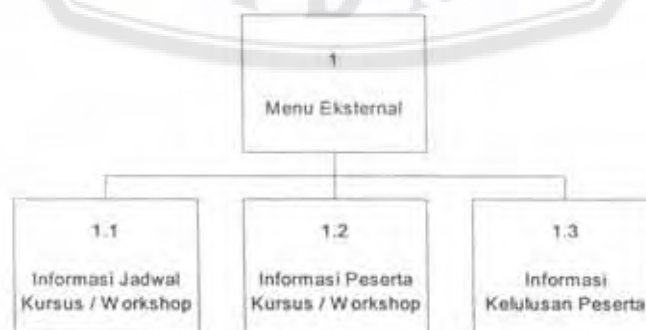 1
Menu Eksternal
1.1
Informasi Jadwal
Kursus / Workshop
1.2
Informasi Peserta
Kursus / Workshop
1.3
Informasi
Kelulusan Peserta